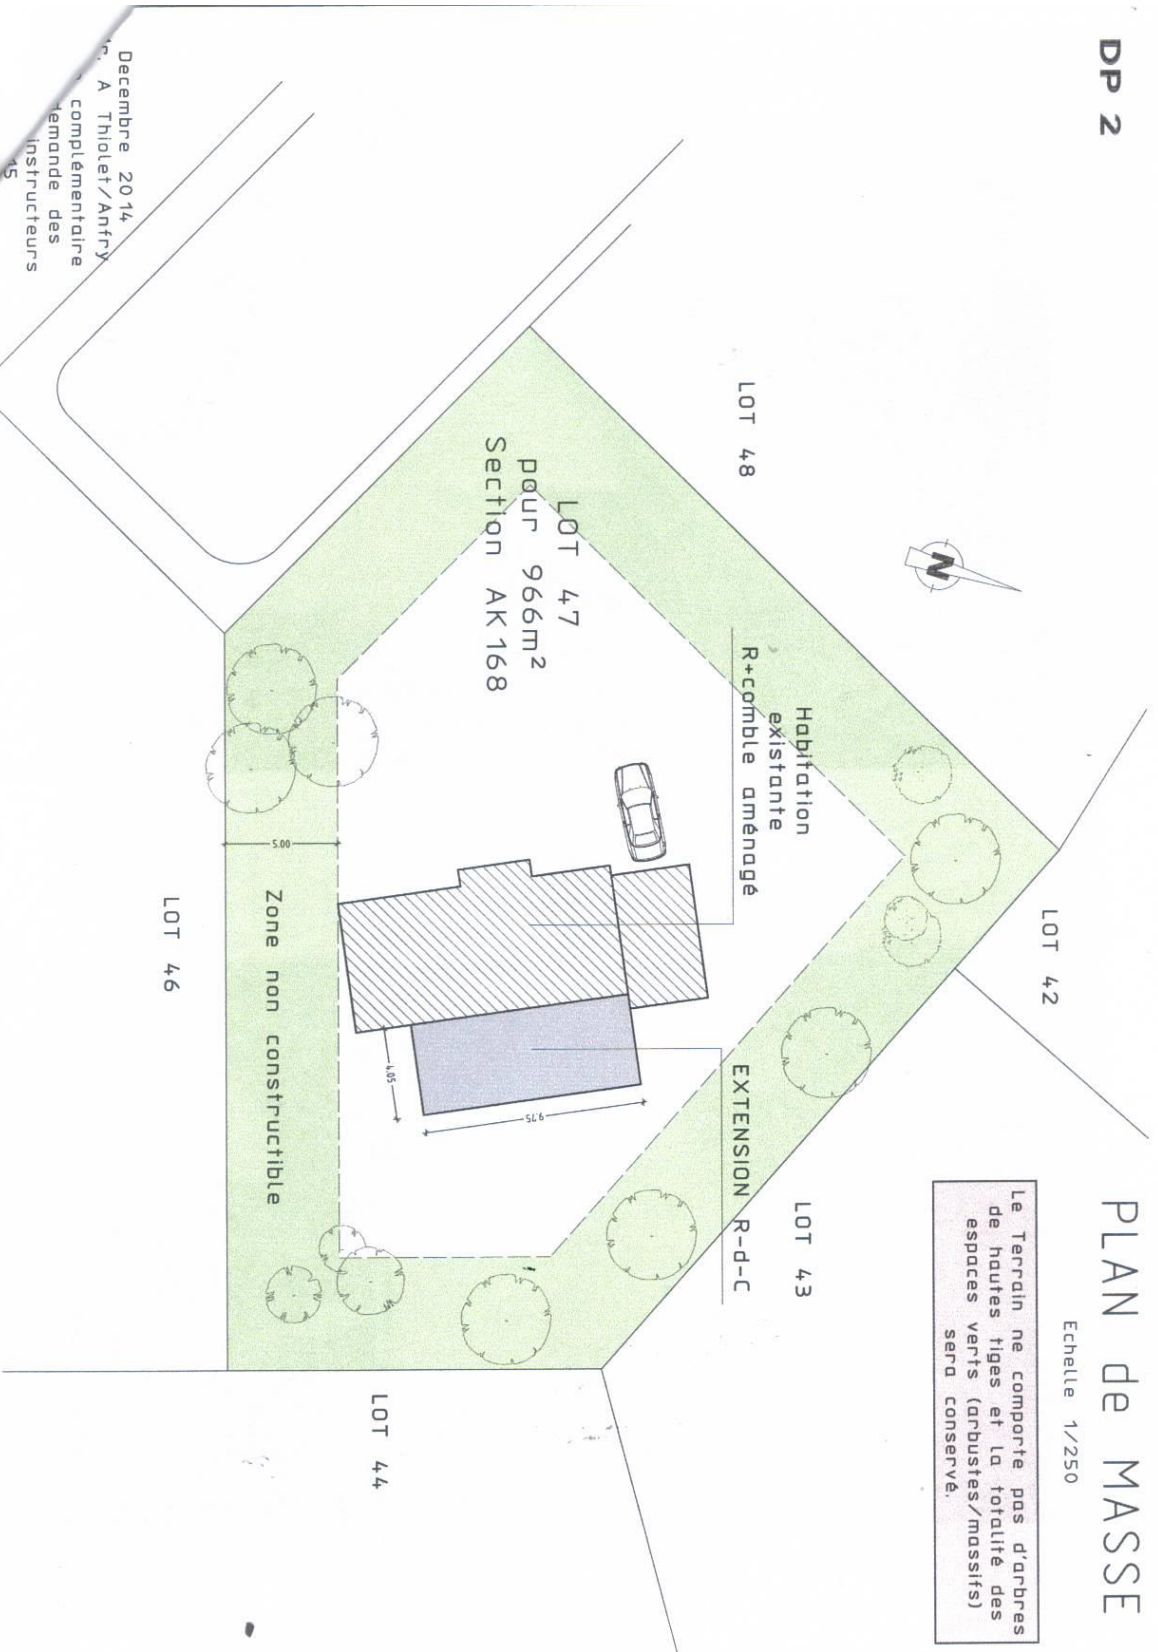 DP 2
PLAN de MASSE
Echelle 1/250
Le Terrain ne comporte pas d'arbres
de hautes tiges et la totalité des
espaces verts (arbustes/massifs)
sera conservé.
LOT 48
N
LOT 42
Habitation
existante
R+comble aménagé
LOT 43
EXTENSION R-d-C
LOT 47
pour 966m²
Section AK 168
9.75
4.05
5.00
Zone non constructible
LOT 44
LOT 46
Decembre 2014
A Thiolet/Anfry
complémentaire
des
instructeurs